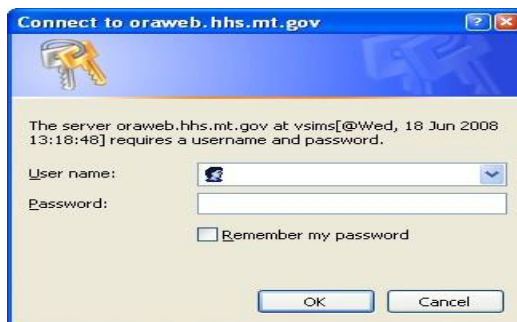 Connect to oraweb.hhs.mt.gov
The server oraweb.hhs.mt.gov at vsims[@Wed, 18 Jun 2008
13:18:48] requires a username and password.
User name:
Password:
Remember my password
OK Cancel